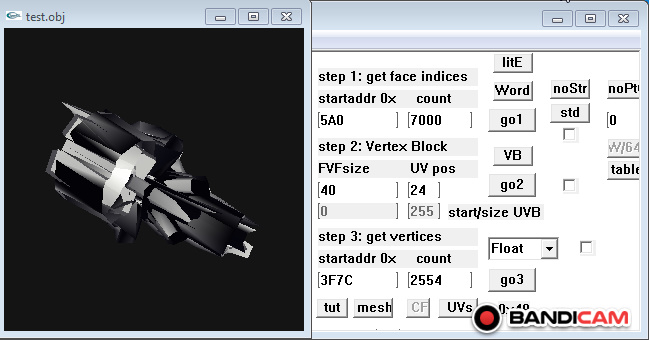 test.obj
litE
step 1: get face indices
startaddr 0x count
Word
noStr
5A0
7000
go1
std
0
step 2: Vertex Block
VB
W/64
FVFsize UV pos
table
40
24
go2
0
255
start/size UVB
step 3: get vertices
Float
startaddr 0x count
3F7C
2554
go3
tut
mesh
CF
UVs
BANDICAM